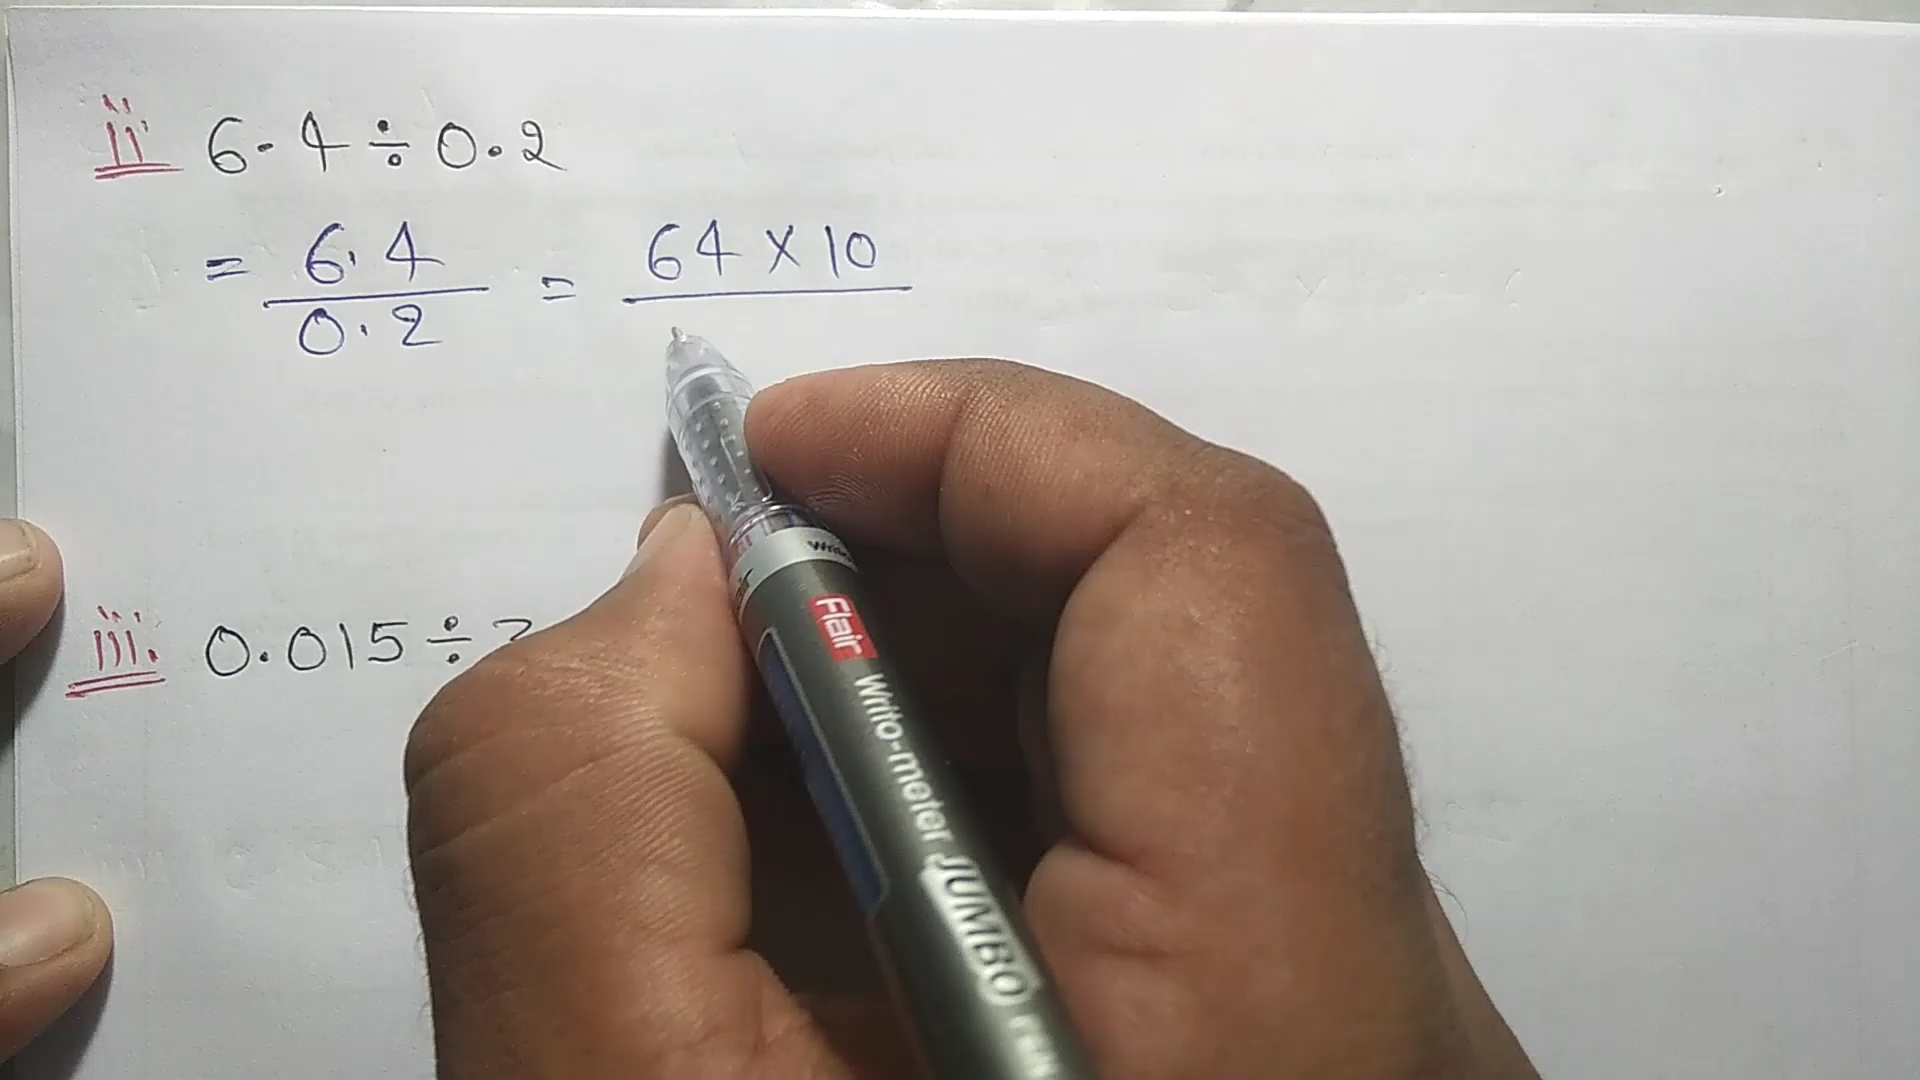 ii 6.4 ÷ 0.2
= 6.4 / 0.2 = 64 × 10
iii. 0.015 ÷
Flair Writo-meter JUMBO